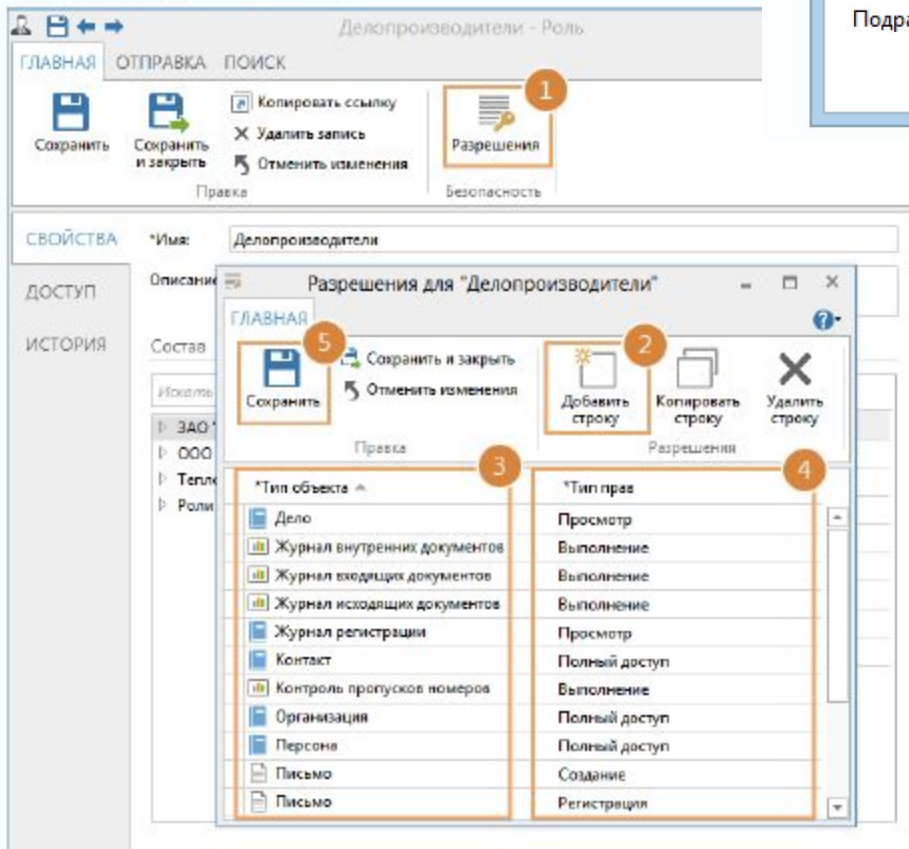 Делопроизводители - Роль
Подра
ГЛАВНАЯ ОТПРАВКА ПОИСК
Сохранить
Сохранить
и закрыть
Копировать ссылку
Удалить запись
Отменить изменения
Правка
1
Разрешения
Безопасность
СВОЙСТВА
ДОСТУП
ИСТОРИЯ
*Имя: Делопроизводители
Описание
Состав
Искать
ЗАО "
ООО
Тепло
Роли
Разрешения для "Делопроизводители"
ГЛАВНАЯ
5
Сохранить
Сохранить и закрыть
Отменить изменения
Правка
2
Добавить
строку
Копировать
строку
Удалить
строку
Разрешения
3
4
*Тип объекта *Тип прав
Дело Просмотр
Журнал внутренних документов Выполнение
Журнал входящих документов Выполнение
Журнал исходящих документов Выполнение
Журнал регистрации Просмотр
Контакт Полный доступ
Контроль пропусков номеров Выполнение
Организация Полный доступ
Персона Полный доступ
Письмо Создание
Письмо Регистрация